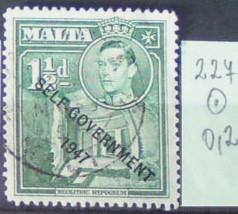 MALTA
1½d
SELF-GOVERNMENT
1947
NEOLITHIC HYPOGEUM
227
0,2